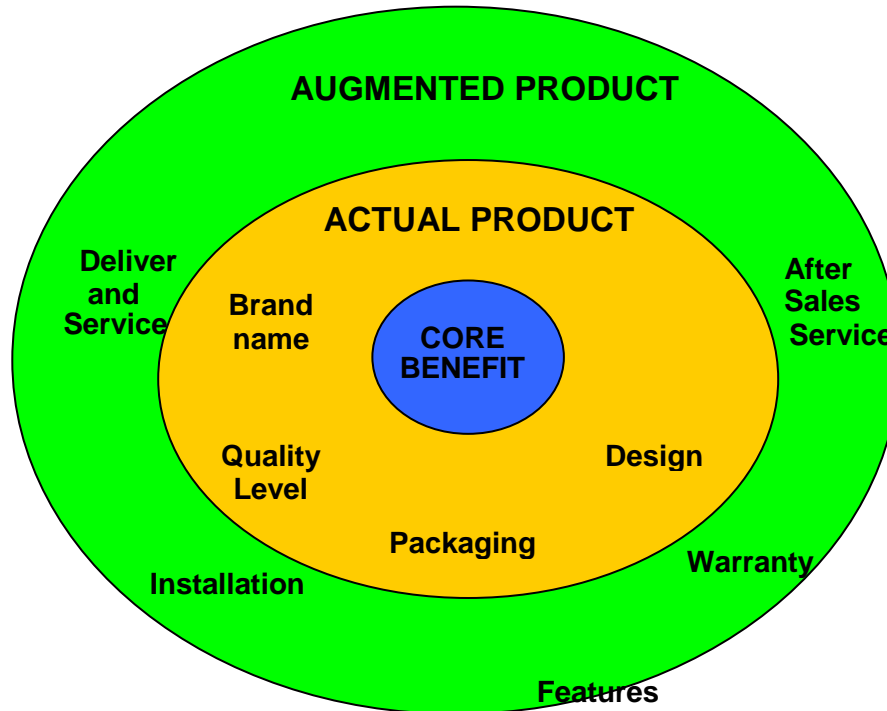 AUGMENTED PRODUCT
ACTUAL PRODUCT
Deliver
and
Service
Brand
name
CORE
BENEFIT
After
Sales
Service
Quality
Level
Design
Packaging
Installation
Warranty
Features